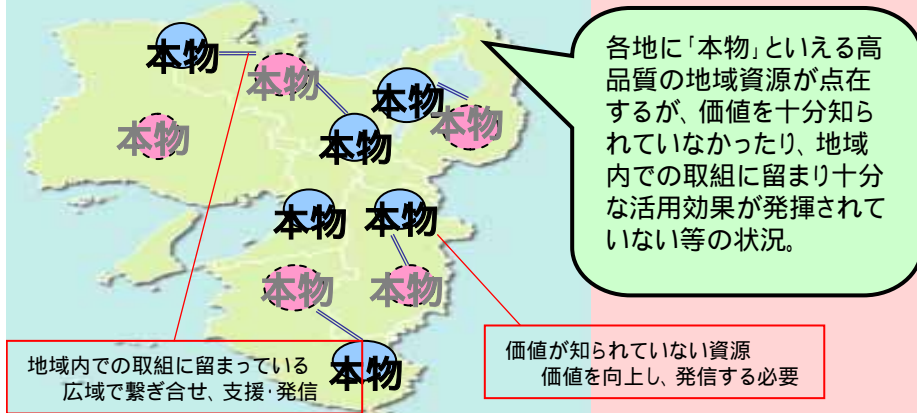 本物
本物
本物
本物
本物
本物
本物
本物
本物
本物
本物
各地に「本物」といえる高
品質の地域資源が点在
するが、価値を十分知ら
れていなかったり、地域
内での取組に留まり十分
な活用効果が発揮されて
いない等の状況。
地域内での取組に留まっている
広域で繋ぎ合せ、支援・発信
価値が知られていない資源
価値を向上し、発信する必要